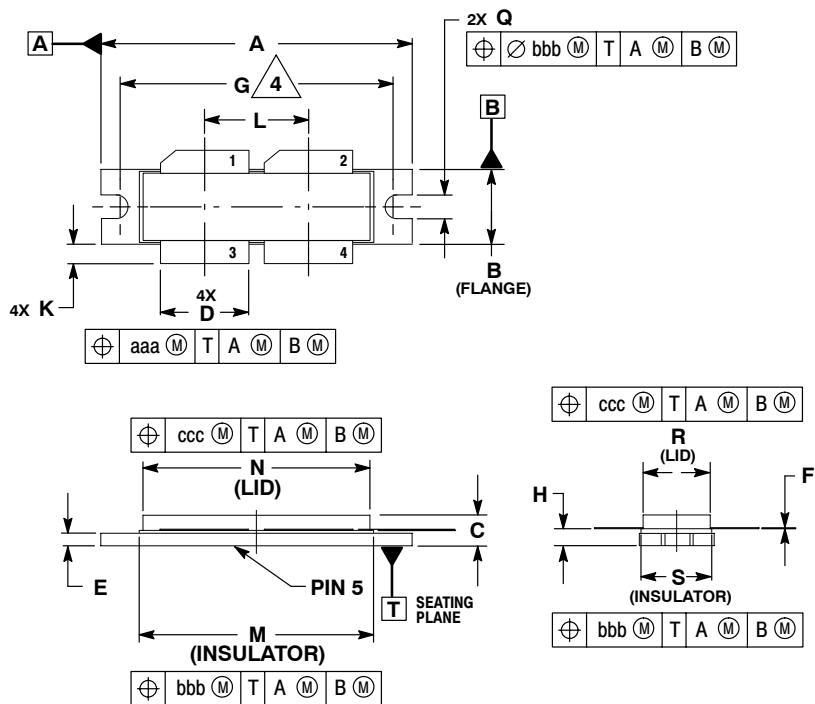 A
A
2X Q
⌖ ∅ bbb Ⓜ T A Ⓜ B Ⓜ
G 4
B
L
1
2
3
4
B
(FLANGE)
4X K
4X
D
⌖ aaa Ⓜ T A Ⓜ B Ⓜ
⌖ ccc Ⓜ T A Ⓜ B Ⓜ
N
(LID)
C
E
PIN 5
T SEATING
PLANE
M
(INSULATOR)
⌖ bbb Ⓜ T A Ⓜ B Ⓜ
⌖ ccc Ⓜ T A Ⓜ B Ⓜ
R
(LID)
H
F
S
(INSULATOR)
⌖ bbb Ⓜ T A Ⓜ B Ⓜ